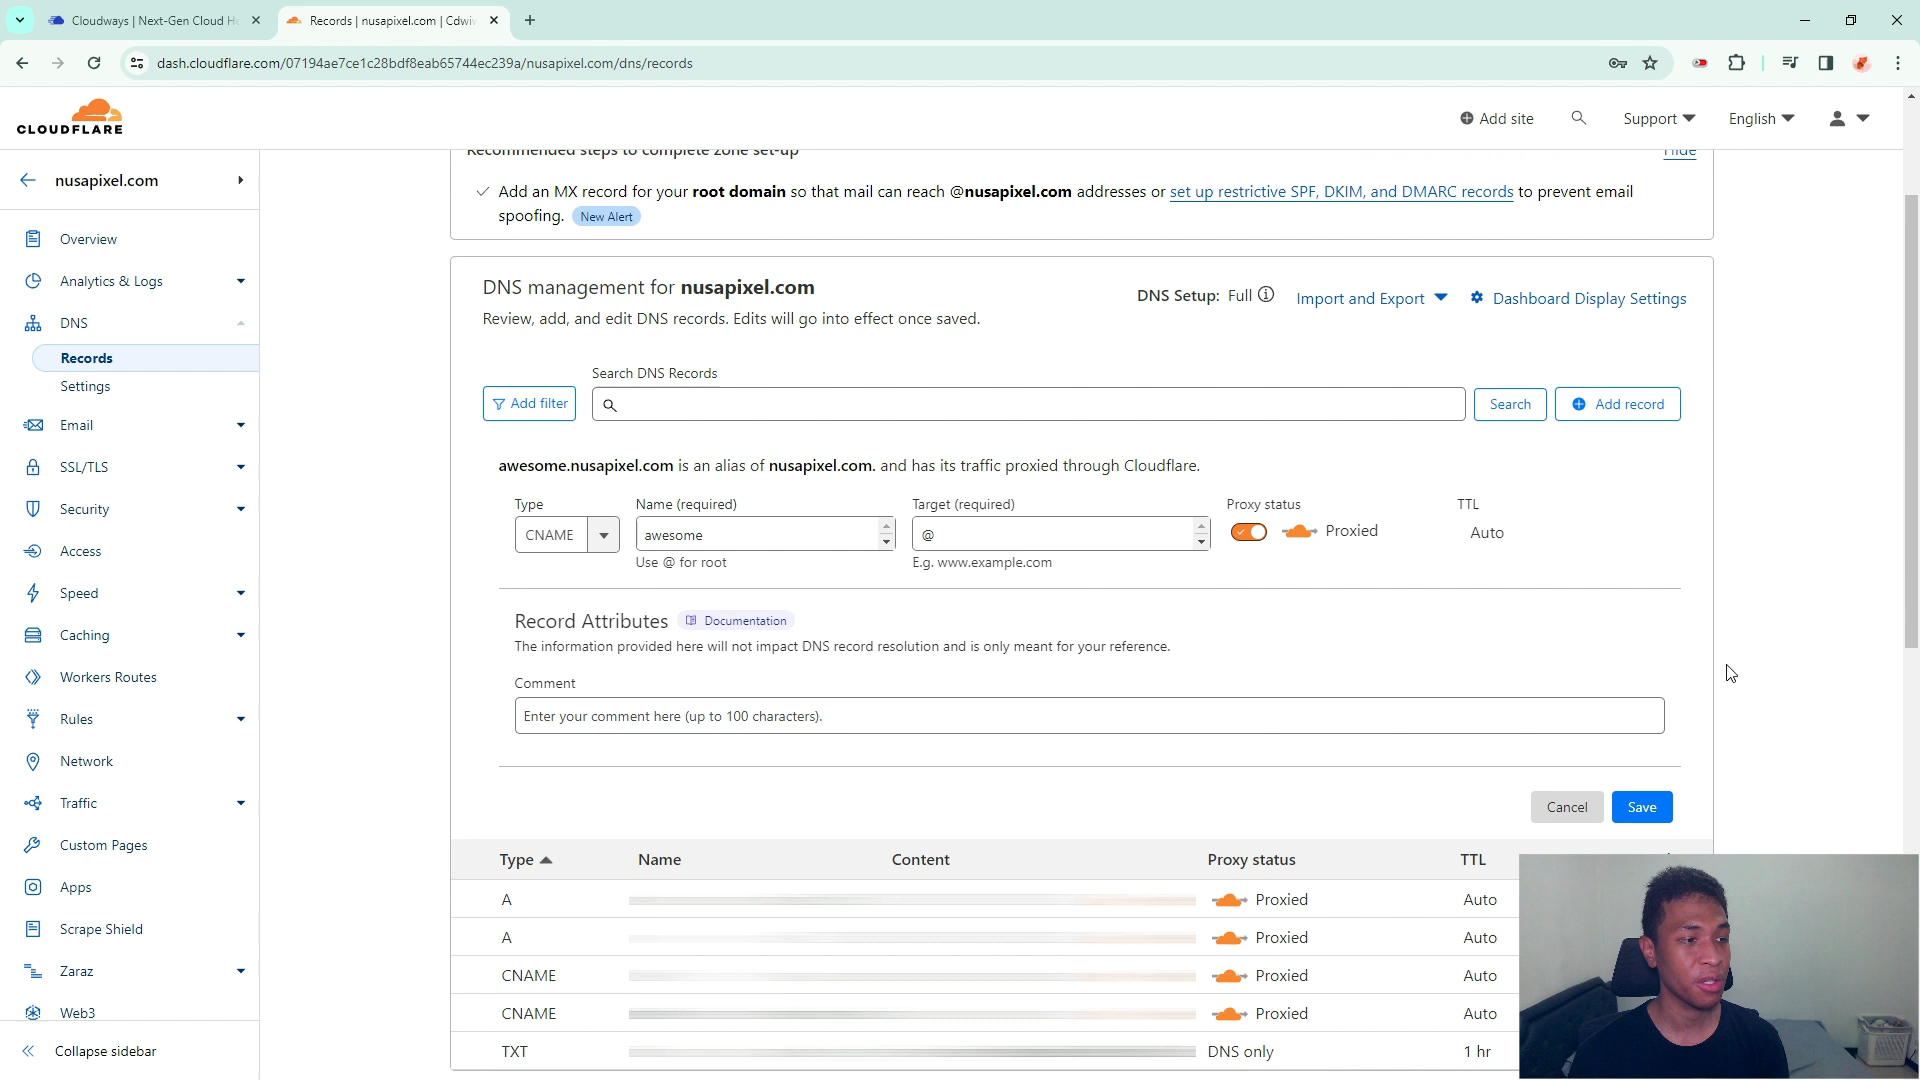 Cloudways | Next-Gen Cloud H
Records | nusapixel.com | Cdwiv
dash.cloudflare.com/07194ae7ce1c28bdf8eab65744ec239a/nusapixel.com/dns/records
CLOUDFLARE
Add site
Support
English
nusapixel.com
Overview
Analytics & Logs
DNS
Records
Settings
Email
SSL/TLS
Security
Access
Speed
Caching
Workers Routes
Rules
Network
Traffic
Custom Pages
Apps
Scrape Shield
Zaraz
Web3
Collapse sidebar
Recommended steps to complete zone set-up
Hide
Add an MX record for your root domain so that mail can reach @nusapixel.com addresses or set up restrictive SPF, DKIM, and DMARC records to prevent email
spoofing. New Alert
DNS management for nusapixel.com
Review, add, and edit DNS records. Edits will go into effect once saved.
DNS Setup: Full
Import and Export
Dashboard Display Settings
Search DNS Records
Add filter
Search
Add record
awesome.nusapixel.com is an alias of nusapixel.com. and has its traffic proxied through Cloudflare.
Type Name (required) Target (required) Proxy status TTL
CNAME awesome @ Proxied Auto
Use @ for root E.g. www.example.com
Record Attributes Documentation
The information provided here will not impact DNS record resolution and is only meant for your reference.
Comment
Enter your comment here (up to 100 characters).
Cancel Save
Type Name Content Proxy status TTL
A Proxied Auto
A Proxied Auto
CNAME Proxied Auto
CNAME Proxied Auto
TXT DNS only 1 hr